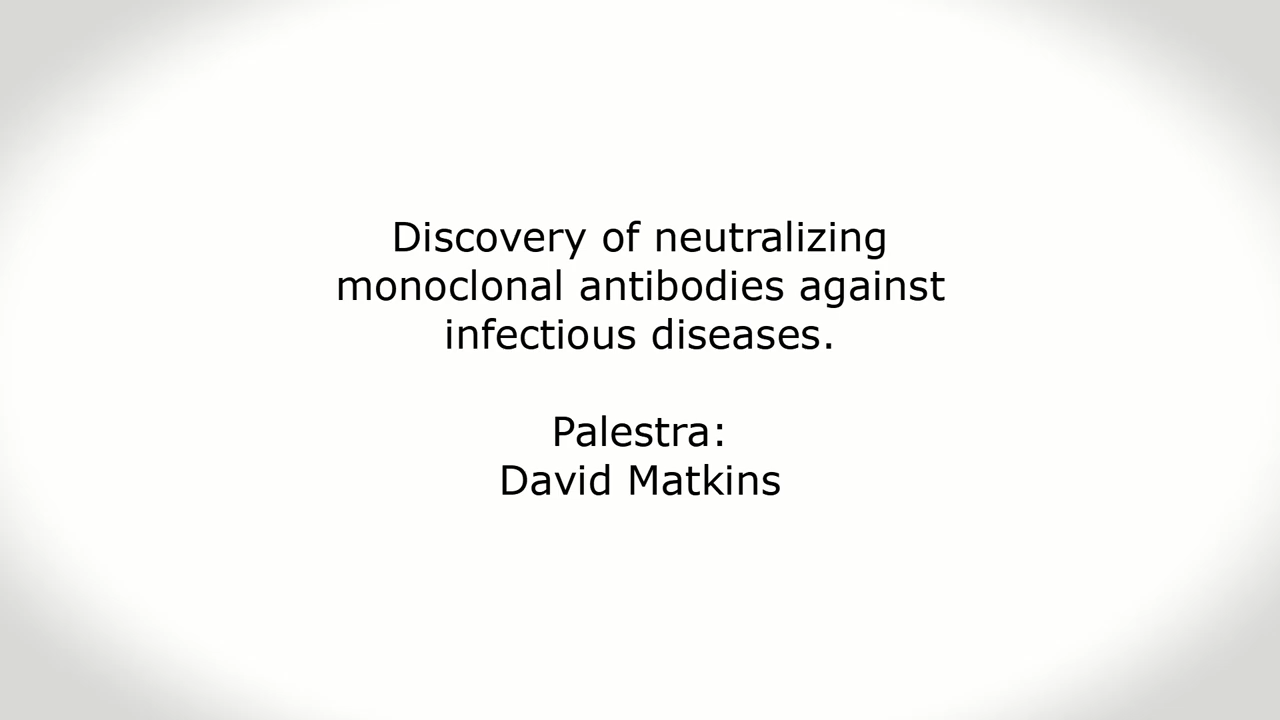 Discovery of neutralizing
monoclonal antibodies against
infectious diseases.
Palestra:
David Matkins